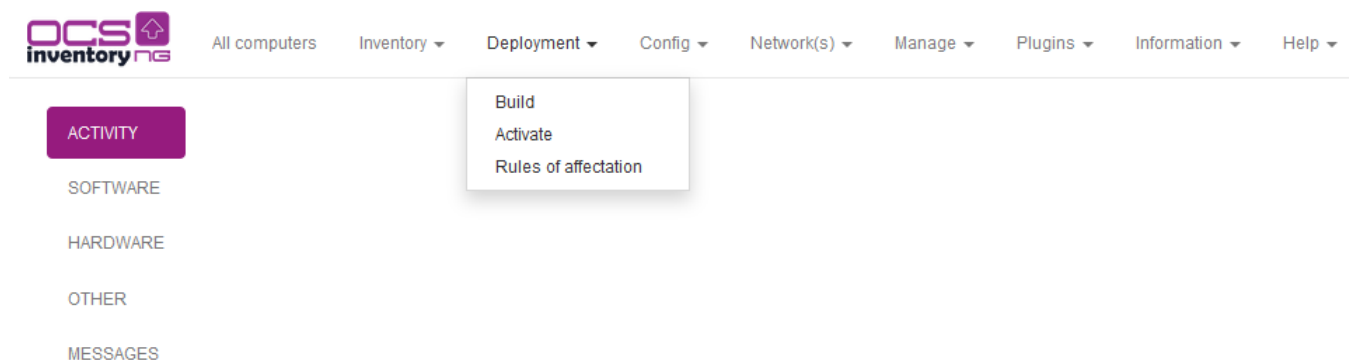 OCS
inventory NG
All computers Inventory Deployment Config Network(s) Manage Plugins Information Help
Build
Activate
Rules of affectation
ACTIVITY
SOFTWARE
HARDWARE
OTHER
MESSAGES